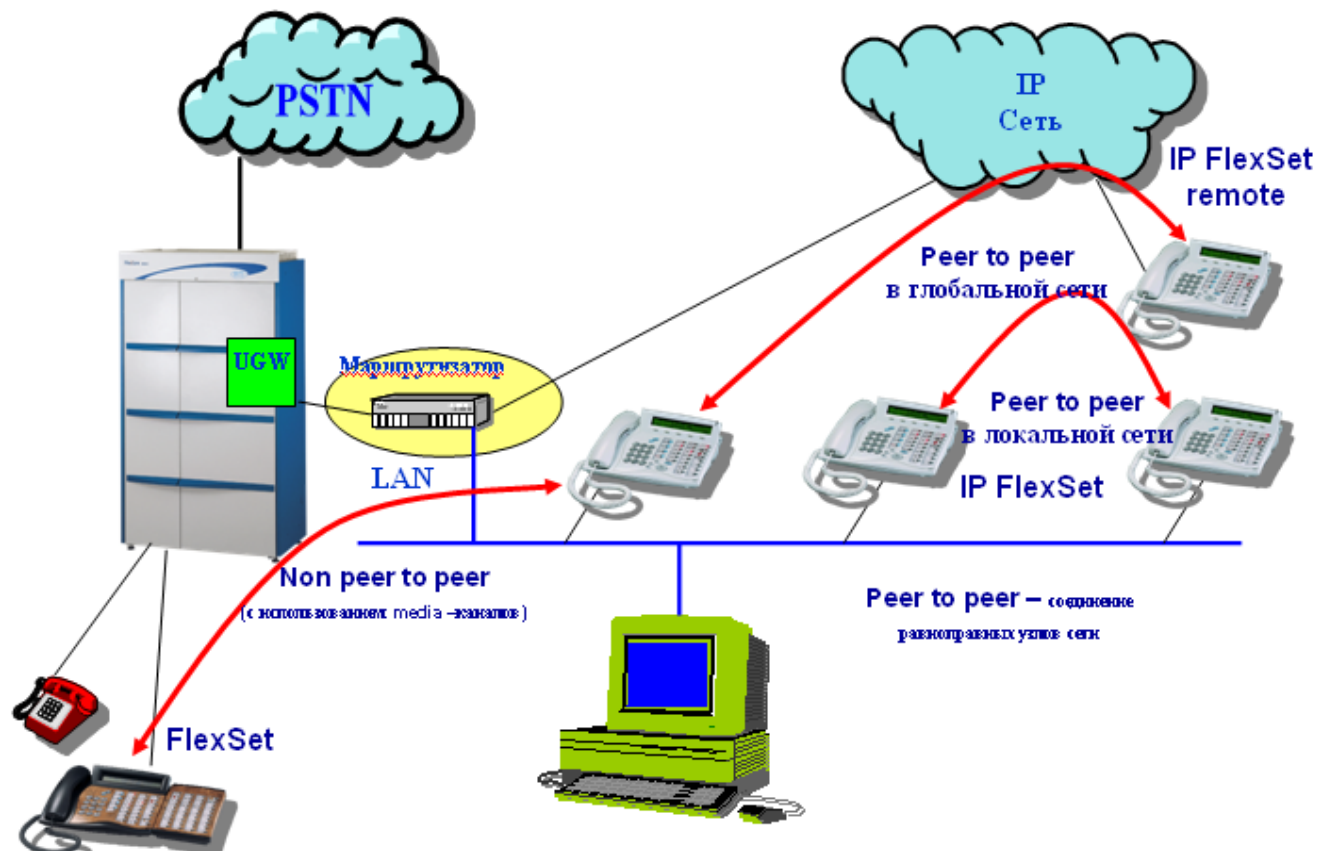 PSTN
IP
Сеть
IP FlexSet
remote
Peer to peer
в глобальной сети
UGW
Маршрутизатор
Peer to peer
в локальной сети
LAN
IP FlexSet
Non peer to peer
(с использованием media –каналов)
Peer to peer – соединение
равноправных узлов сети
FlexSet